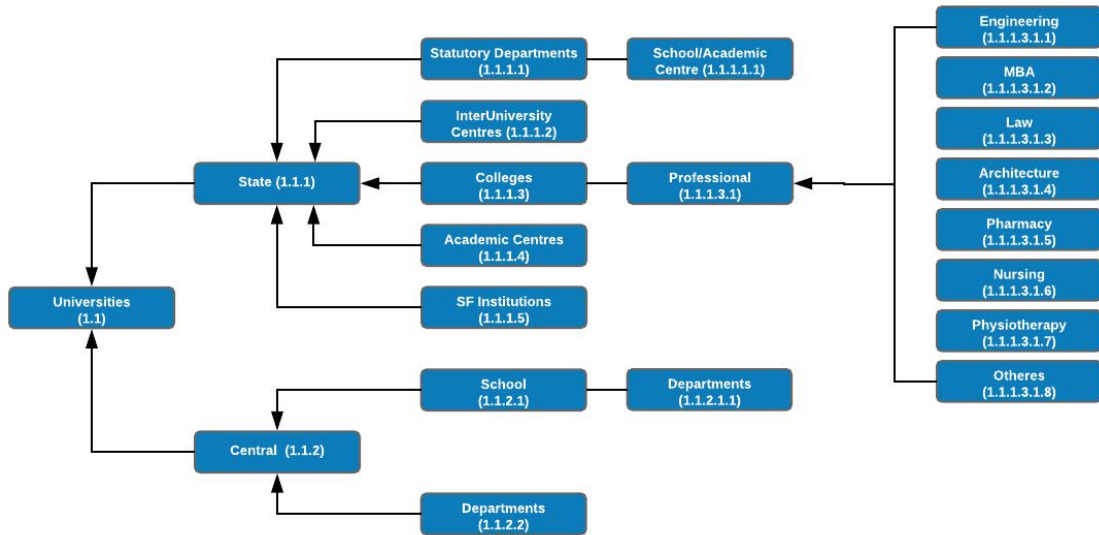 Engineering
(1.1.1.3.1.1)
Statutory Departments
(1.1.1.1)
School/Academic
Centre (1.1.1.1.1)
MBA
(1.1.1.3.1.2)
InterUniversity
Centres (1.1.1.2)
Law
(1.1.1.3.1.3)
State (1.1.1)
Colleges
(1.1.1.3)
Professional
(1.1.1.3.1)
Architecture
(1.1.1.3.1.4)
Academic Centres
(1.1.1.4)
Pharmacy
(1.1.1.3.1.5)
Nursing
(1.1.1.3.1.6)
Universities
(1.1)
SF Institutions
(1.1.1.5)
Physiotherapy
(1.1.1.3.1.7)
School
(1.1.2.1)
Departments
(1.1.2.1.1)
Otheres
(1.1.1.3.1.8)
Central  (1.1.2)
Departments
(1.1.2.2)